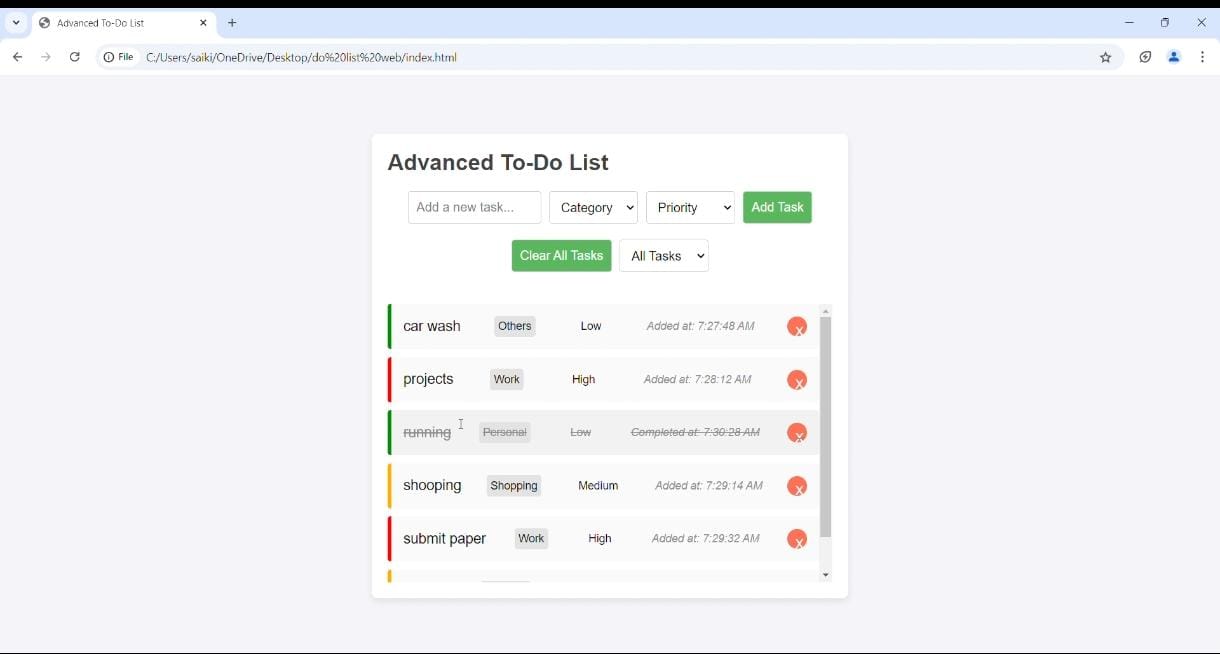 Advanced To-Do List
File C:/Users/saiki/OneDrive/Desktop/do%20list%20web/index.html
Advanced To-Do List
Add a new task... Category Priority Add Task
Clear All Tasks All Tasks
car wash Others Low Added at: 7:27:48 AM X
projects Work High Added at: 7:28:12 AM X
running Personal Low Completed at: 7:30:28 AM X
shooping Shopping Medium Added at: 7:29:14 AM X
submit paper Work High Added at: 7:29:32 AM X